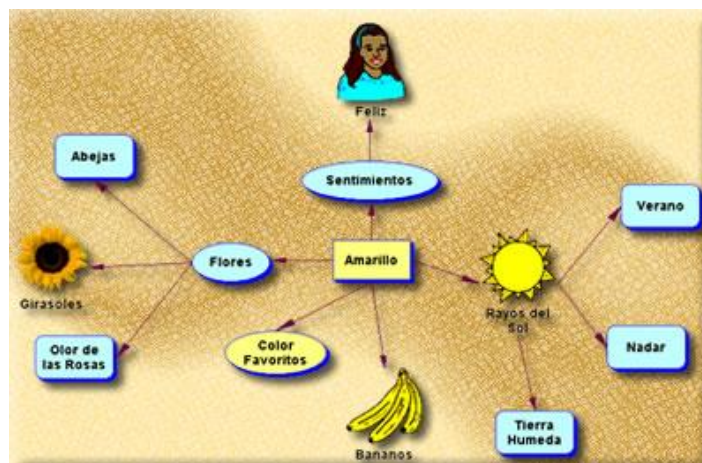 Feliz
Abejas
Sentimientos
Verano
Flores
Amarillo
Girasoles
Rayos del
Sol
Olor de
las Rosas
Color
Favoritos
Nadar
Bananos
Tierra
Humeda